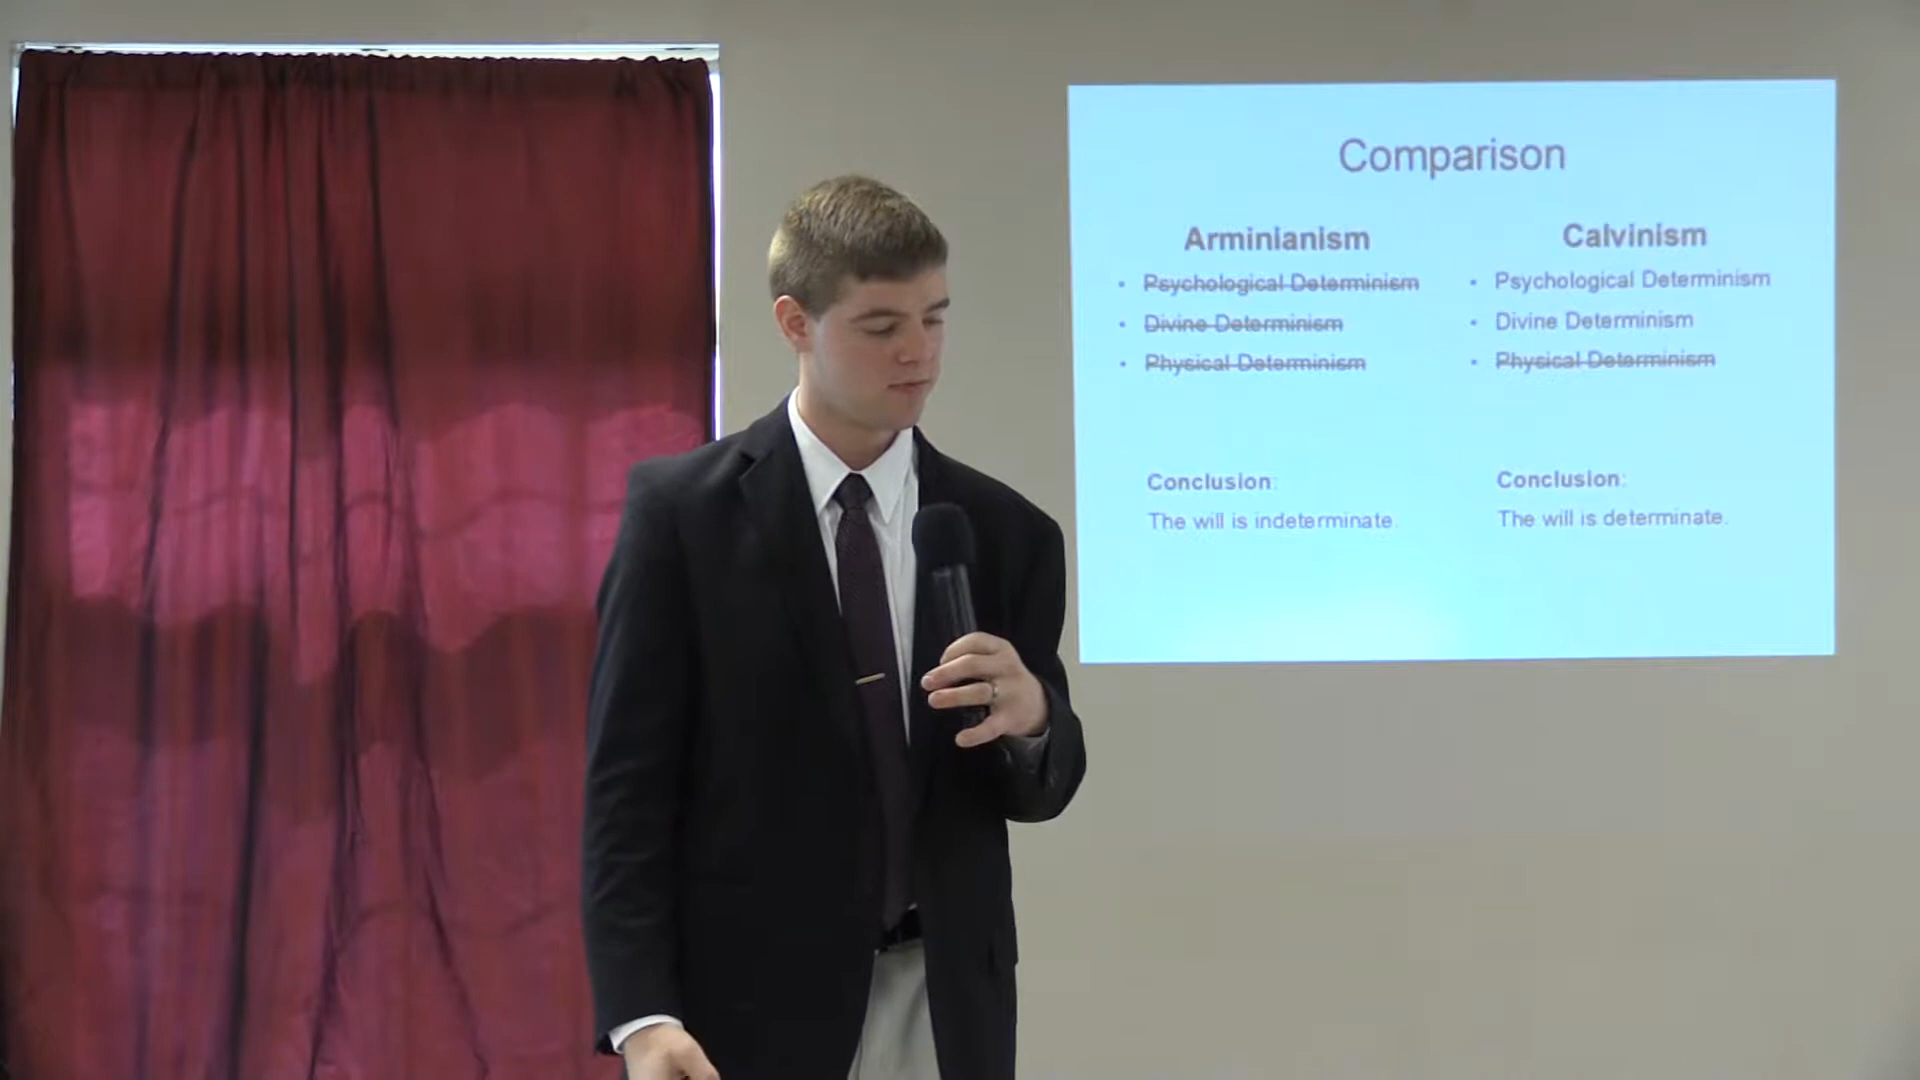 Comparison
Arminianism
• Psychological Determinism
• Divine Determinism
• Physical Determinism
Conclusion:
The will is indeterminate.
Calvinism
• Psychological Determinism
• Divine Determinism
• Physical Determinism
Conclusion:
The will is determinate.